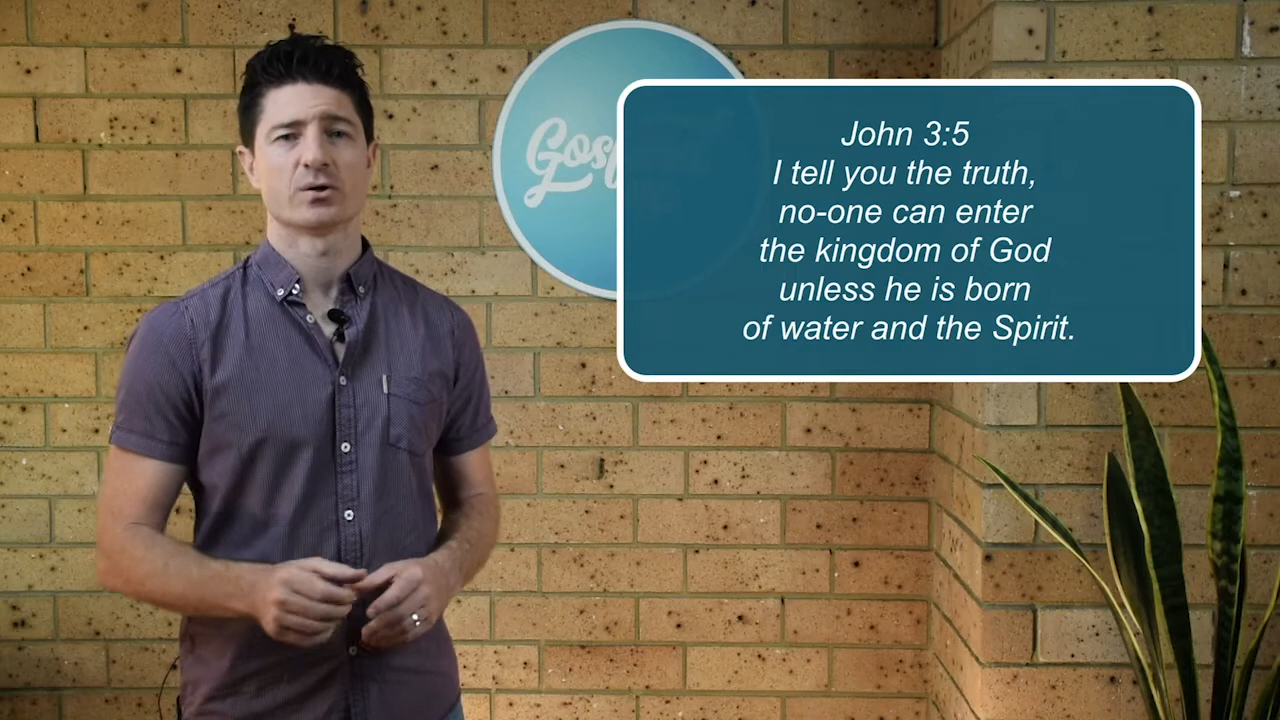 John 3:5
I tell you the truth,
no-one can enter
the kingdom of God
unless he is born
of water and the Spirit.